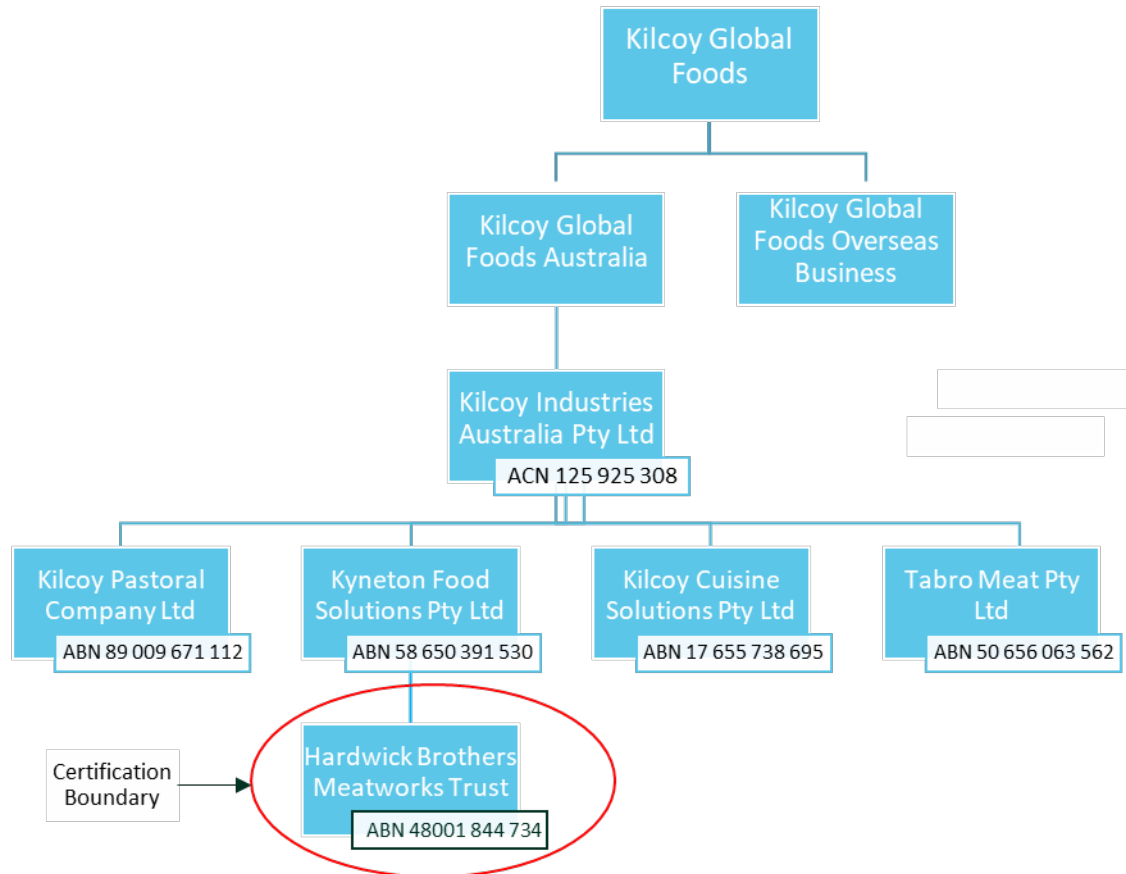 Kilcoy Global
Foods
Kilcoy Global
Foods Australia
Kilcoy Global
Foods Overseas
Business
Kilcoy Industries
Australia Pty Ltd
ACN 125 925 308
Kilcoy Pastoral
Company Ltd
ABN 89 009 671 112
Kyneton Food
Solutions Pty Ltd
ABN 58 650 391 530
Kilcoy Cuisine
Solutions Pty Ltd
ABN 17 655 738 695
Tabro Meat Pty
Ltd
ABN 50 656 063 562
Certification
Boundary
Hardwick Brothers
Meatworks Trust
ABN 48001 844 734